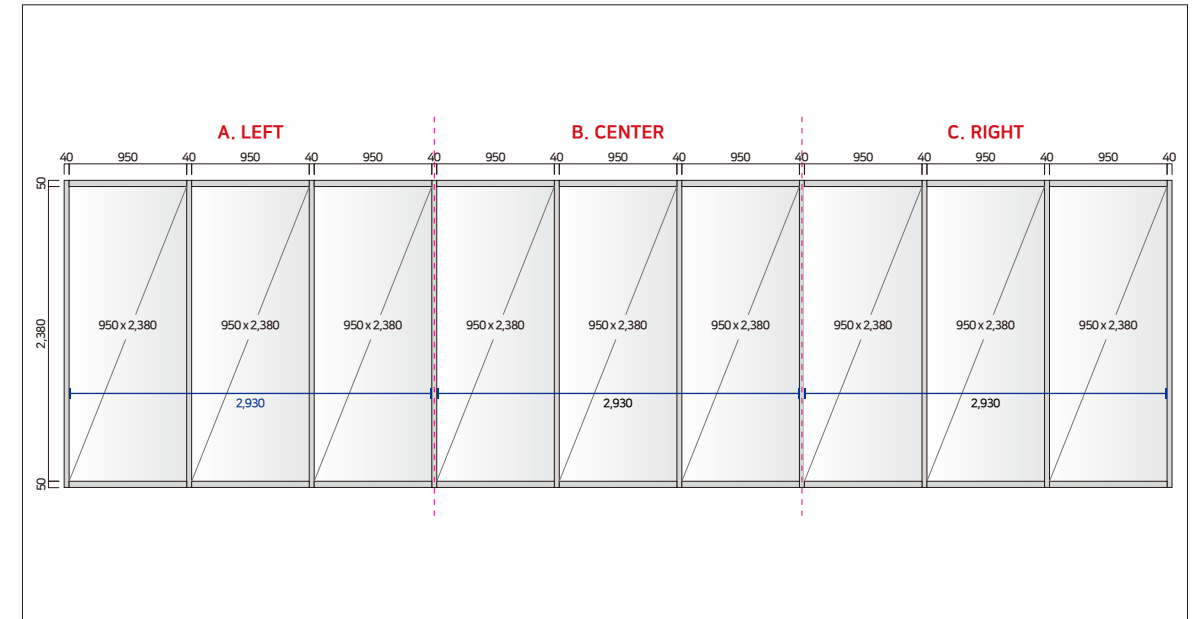 A. LEFT B. CENTER C. RIGHT
40 950 40 950 40 950 40 950 40 950 40 950 40 950 40 950 40 950 40
50
2,380
50
950 x 2,380 950 x 2,380 950 x 2,380 950 x 2,380 950 x 2,380 950 x 2,380 950 x 2,380 950 x 2,380 950 x 2,380
2,930 2,930 2,930